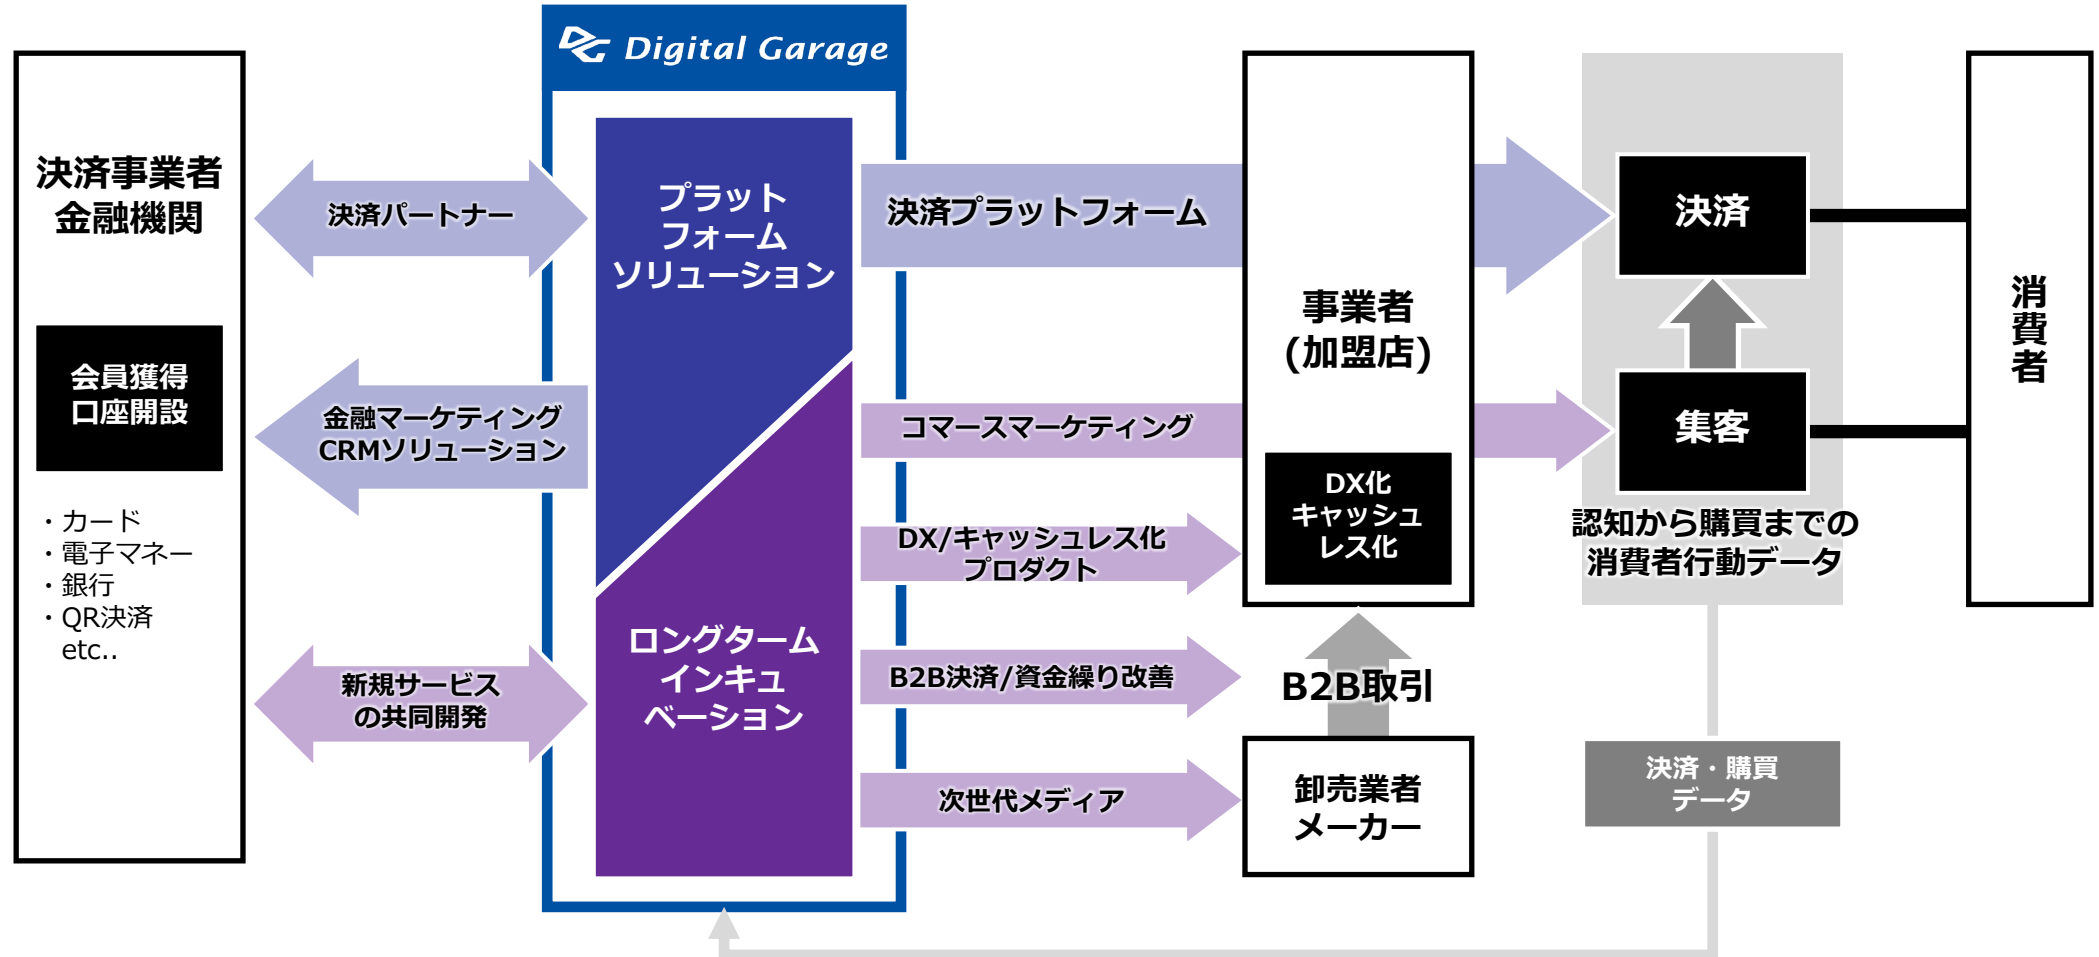 Digital Garage
決済事業者
金融機関
会員獲得
口座開設
・カード
・電子マネー
・銀行
・QR決済
etc..
決済パートナー
金融マーケティング
CRMソリューション
新規サービス
の共同開発
プラット
フォーム
ソリューション
ロングターム
インキュ
ベーション
決済プラットフォーム
コマースマーケティング
DX/キャッシュレス化
プロダクト
B2B決済/資金繰り改善
次世代メディア
事業者
(加盟店)
DX化
キャッシュ
レス化
B2B取引
卸売業者
メーカー
決済
集客
認知から購買までの
消費者行動データ
決済・購買
データ
消費者